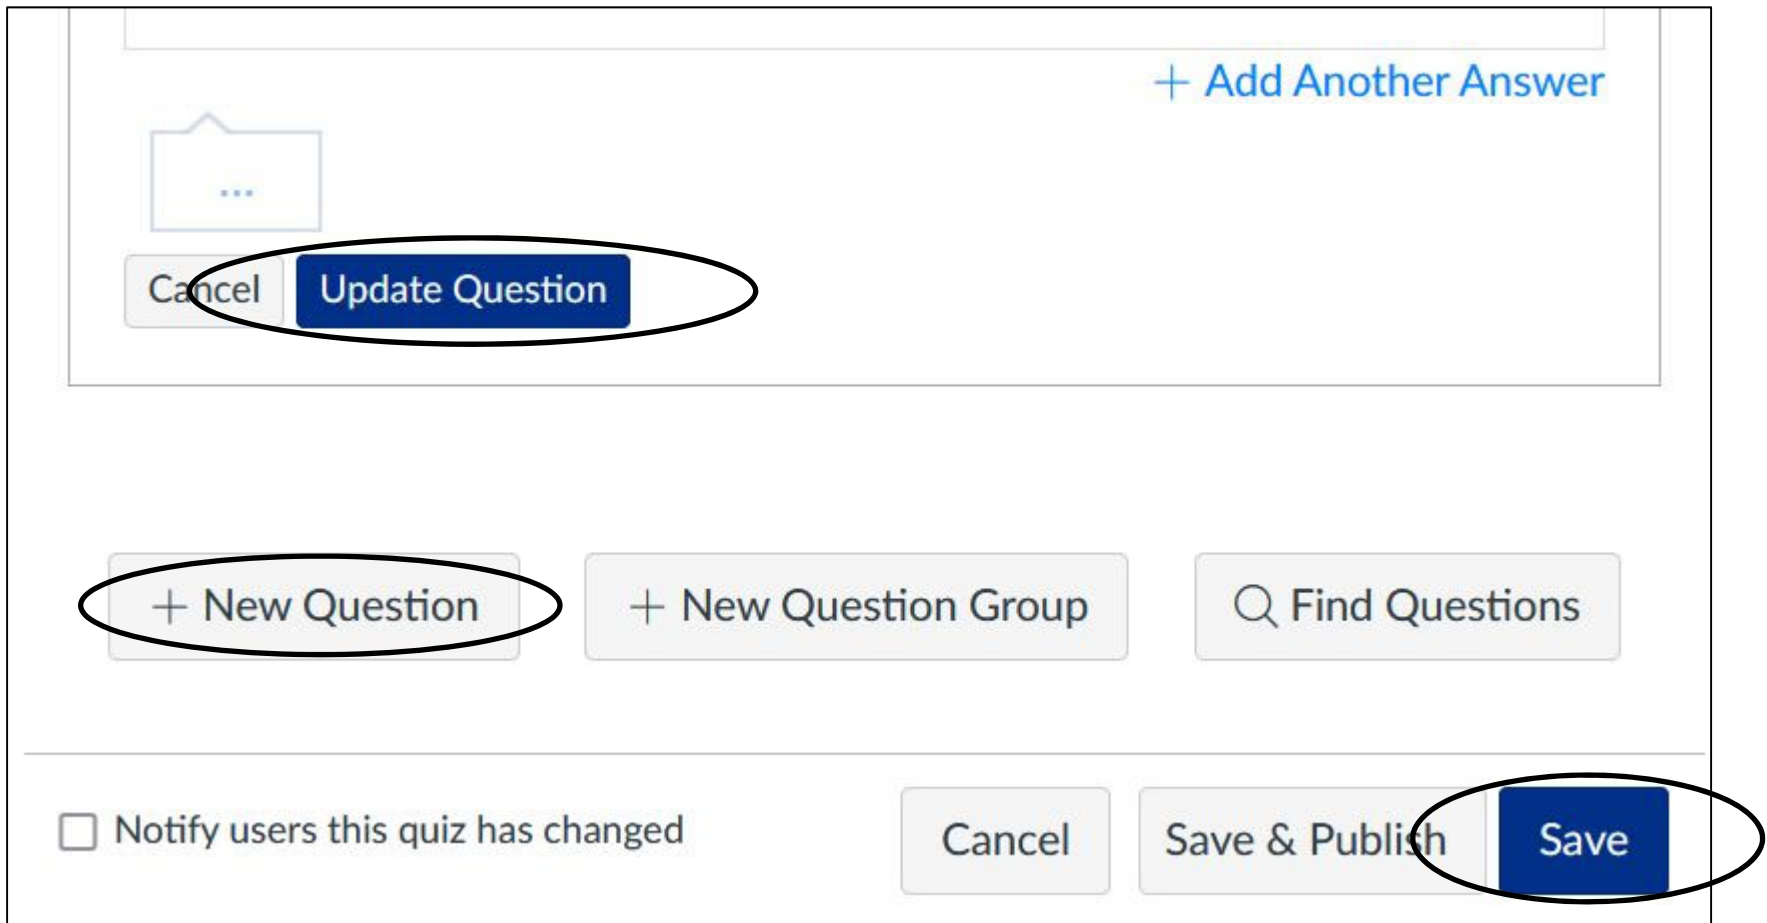 + Add Another Answer
...
Cancel Update Question
+ New Question + New Question Group Find Questions
Notify users this quiz has changed Cancel Save & Publish Save